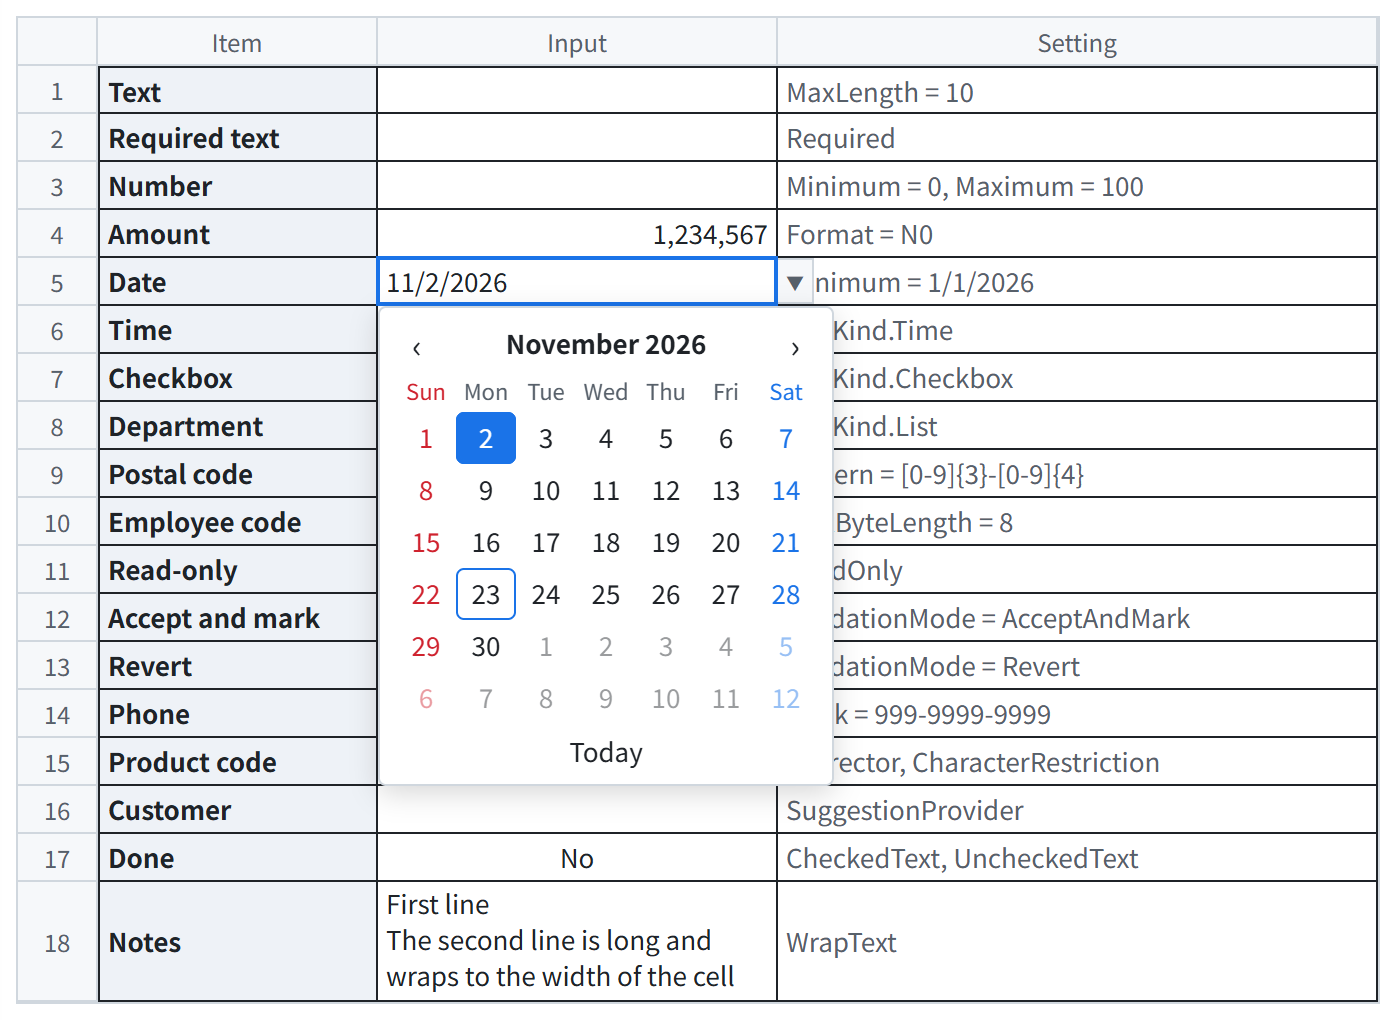 Item Input Setting
1 Text MaxLength = 10
2 Required text Required
3 Number Minimum = 0, Maximum = 100
4 Amount 1,234,567 Format = N0
5 Date 11/2/2026 ▼ nimum = 1/1/2026
6 Time Kind.Time
7 Checkbox Kind.Checkbox
8 Department Kind.List
9 Postal code ern = [0-9]{3}-[0-9]{4}
10 Employee code ByteLength = 8
11 Read-only dOnly
12 Accept and mark dationMode = AcceptAndMark
13 Revert dationMode = Revert
14 Phone k = 999-9999-9999
15 Product code rector, CharacterRestriction
16 Customer SuggestionProvider
17 Done No CheckedText, UncheckedText
18 Notes First line
The second line is long and
wraps to the width of the cell
WrapText
‹ November 2026 ›
Sun Mon Tue Wed Thu Fri Sat
1 2 3 4 5 6 7
8 9 10 11 12 13 14
15 16 17 18 19 20 21
22 23 24 25 26 27 28
29 30 1 2 3 4 5
6 7 8 9 10 11 12
Today